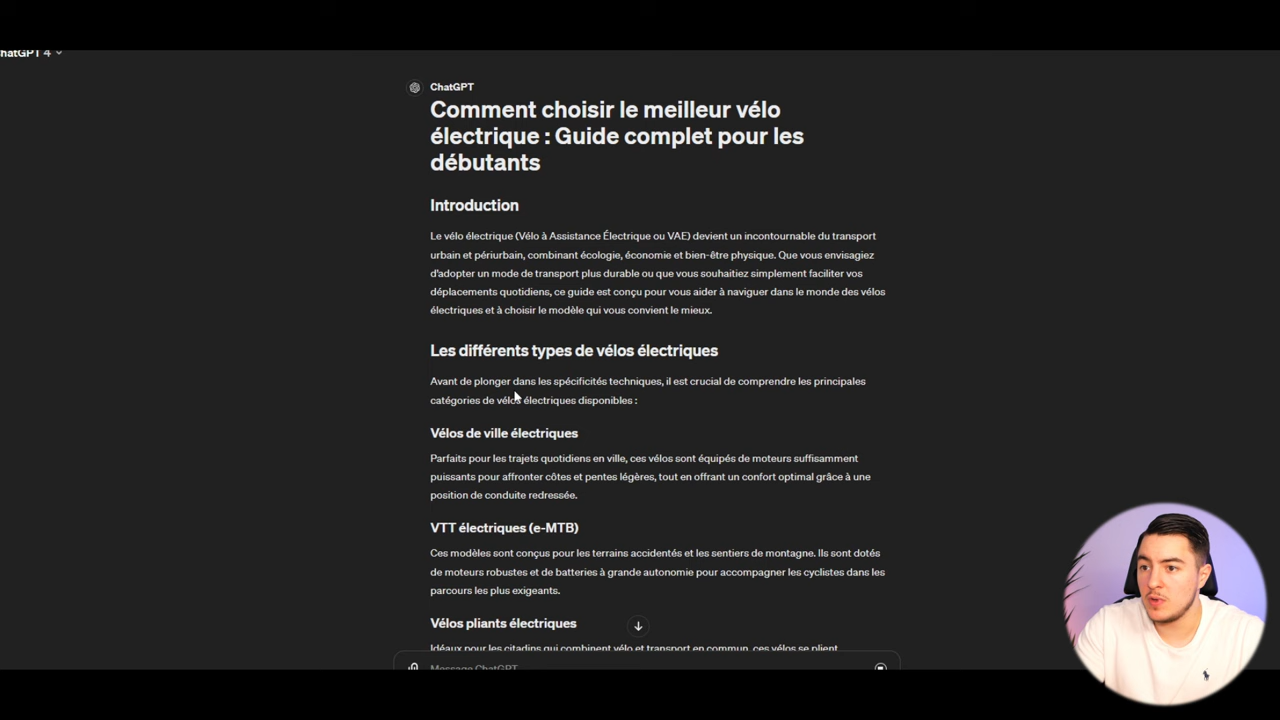 hatGPT 4
ChatGPT
Comment choisir le meilleur vélo
électrique : Guide complet pour les
débutants
Introduction
Le vélo électrique (Vélo à Assistance Électrique ou VAE) devient un incontournable du transport
urbain et périurbain, combinant écologie, économie et bien-être physique. Que vous envisagiez
d'adopter un mode de transport plus durable ou que vous souhaitiez simplement faciliter vos
déplacements quotidiens, ce guide est conçu pour vous aider à naviguer dans le monde des vélos
électriques et à choisir le modèle qui vous convient le mieux.
Les différents types de vélos électriques
Avant de plonger dans les spécificités techniques, il est crucial de comprendre les principales
catégories de vélos électriques disponibles :
Vélos de ville électriques
Parfaits pour les trajets quotidiens en ville, ces vélos sont équipés de moteurs suffisamment
puissants pour affronter côtes et pentes légères, tout en offrant un confort optimal grâce à une
position de conduite redressée.
VTT électriques (e-MTB)
Ces modèles sont conçus pour les terrains accidentés et les sentiers de montagne. Ils sont dotés
de moteurs robustes et de batteries à grande autonomie pour accompagner les cyclistes dans les
parcours les plus exigeants.
Vélos pliants électriques
Idéaux pour les citadins qui combinent vélo et transport en commun, ces vélos se plient
Message ChatGPT